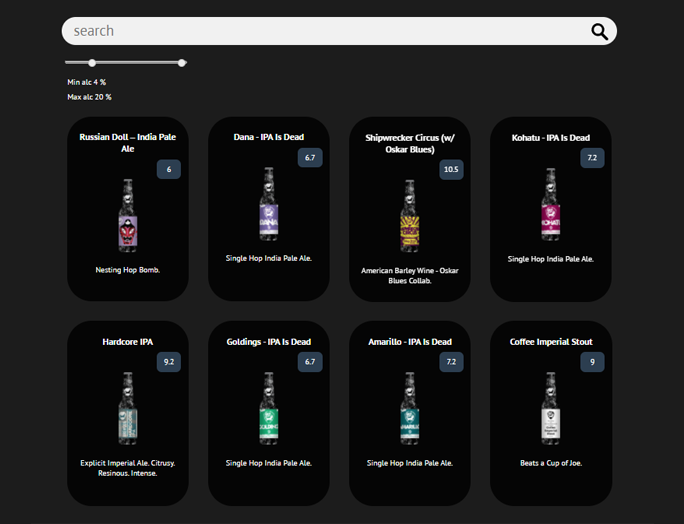 search
Min alc 4 %
Max alc 20 %
Russian Doll – India Pale
Ale
6
Nesting Hop Bomb.
Dana - IPA Is Dead
6.7
DANA
Single Hop India Pale Ale.
Shipwrecker Circus (w/
Oskar Blues)
10.5
American Barley Wine - Oskar
Blues Collab.
Kohatu - IPA Is Dead
7.2
KOHATU
Single Hop India Pale Ale.
Hardcore IPA
9.2
Explicit Imperial Ale. Citrusy.
Resinous. Intense.
Goldings - IPA Is Dead
6.7
Single Hop India Pale Ale.
Amarillo - IPA Is Dead
7.2
Single Hop India Pale Ale.
Coffee Imperial Stout
9
Beats a Cup of Joe.